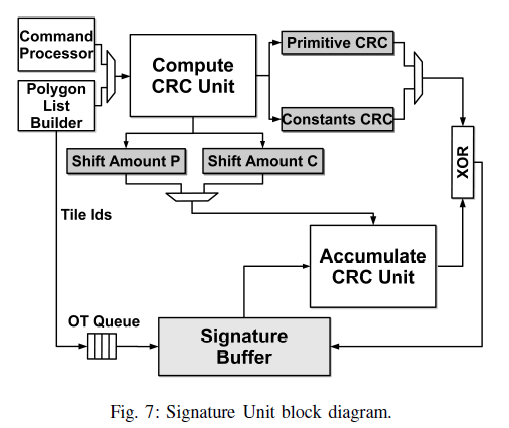 Command
Processor
Polygon
List
Builder
Compute
CRC Unit
Primitive CRC
Constants CRC
Shift Amount P
Shift Amount C
XOR
Tile Ids
Accumulate
CRC Unit
OT Queue
Signature
Buffer
Fig. 7: Signature Unit block diagram.